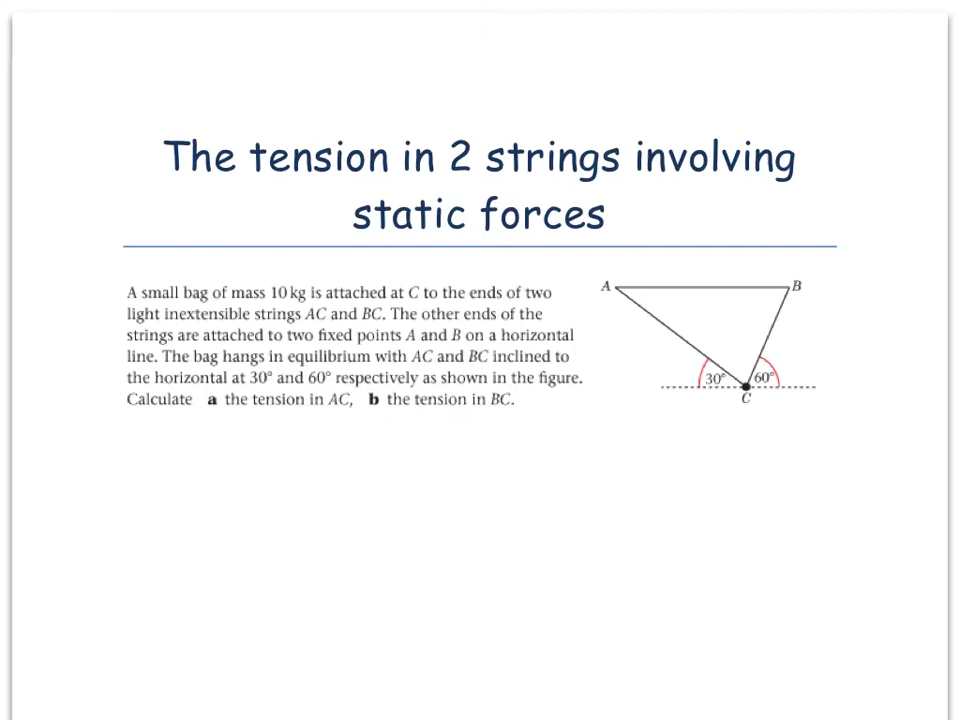 The tension in 2 strings involving
static forces
A small bag of mass 10 kg is attached at C to the ends of two
light inextensible strings AC and BC. The other ends of the
strings are attached to two fixed points A and B on a horizontal
line. The bag hangs in equilibrium with AC and BC inclined to
the horizontal at 30° and 60° respectively as shown in the figure.
Calculate a the tension in AC, b the tension in BC.
A B
30° 60°
C